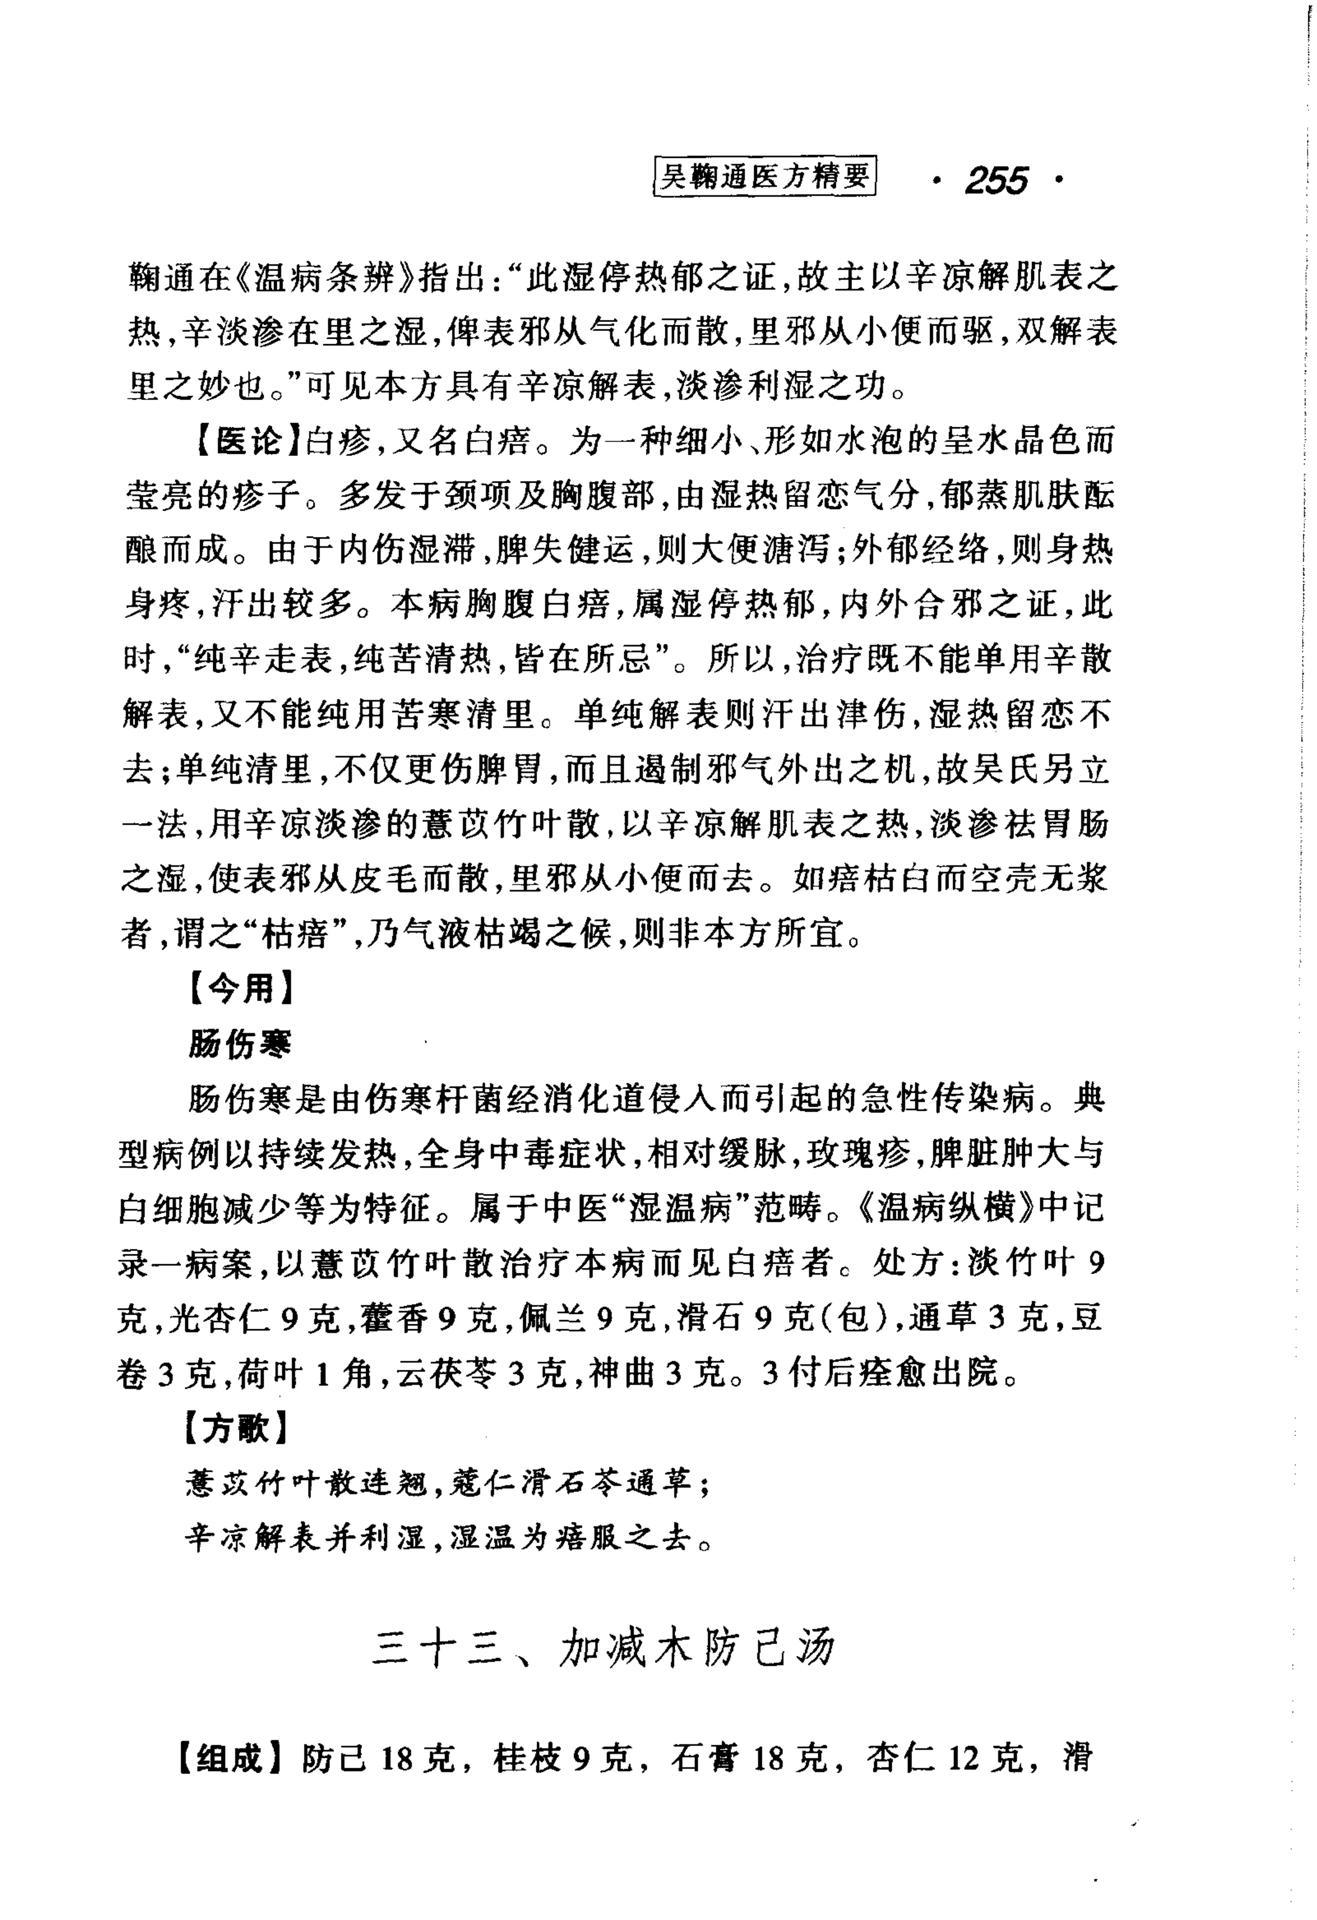 吴鞠通医方精要 · 255 ·
鞠通在《温病条辨》指出：“此湿停热郁之证，故主以辛凉解肌表之
热，辛淡渗在里之湿，俾表邪从气化而散，里邪从小便而驱，双解表
里之妙也。”可见本方具有辛凉解表，淡渗利湿之功。
【医论】白疹，又名白㾦。为一种细小、形如水泡的呈水晶色而
莹亮的疹子。多发于颈项及胸腹部，由湿热留恋气分，郁蒸肌肤酝
酿而成。由于内伤湿滞，脾失健运，则大便溏泻；外郁经络，则身热
身疼，汗出较多。本病胸腹白㾦，属湿停热郁，内外合邪之证，此
时，“纯辛走表，纯苦清热，皆在所忌”。所以，治疗既不能单用辛散
解表，又不能纯用苦寒清里。单纯解表则汗出津伤，湿热留恋不
去；单纯清里，不仅更伤脾胃，而且遏制邪气外出之机，故吴氏另立
一法，用辛凉淡渗的薏苡竹叶散，以辛凉解肌表之热，淡渗祛胃肠
之湿，使表邪从皮毛而散，里邪从小便而去。如㾦枯白而空壳无浆
者，谓之“枯㾦”，乃气液枯竭之候，则非本方所宜。
【今用】
肠伤寒
肠伤寒是由伤寒杆菌经消化道侵入而引起的急性传染病。典
型病例以持续发热，全身中毒症状，相对缓脉，玫瑰疹，脾脏肿大与
白细胞减少等为特征。属于中医“湿温病”范畴。《温病纵横》中记
录一病案，以薏苡竹叶散治疗本病而见白㾦者。处方：淡竹叶 9
克，光杏仁 9 克，藿香 9 克，佩兰 9 克，滑石 9 克（包），通草 3 克，豆
卷 3 克，荷叶 1 角，云茯苓 3 克，神曲 3 克。3 付后痊愈出院。
【方歌】
薏苡竹叶散连翘，蔻仁滑石苓通草；
辛凉解表并利湿，湿温为㾦服之去。
三十三、加减木防己汤
【组成】防己 18 克，桂枝 9 克，石膏 18 克，杏仁 12 克，滑